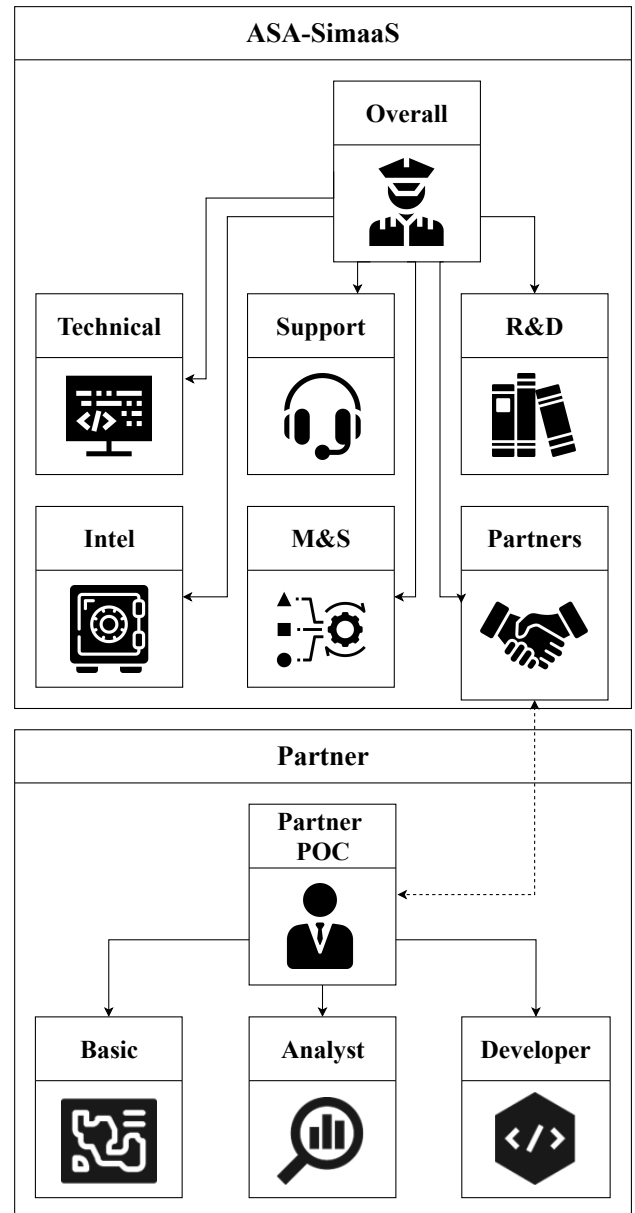 ASA-SimaaS
Overall
Technical
Support
R&D
Intel
M&S
Partners
Partner
Partner
POC
Basic
Analyst
Developer